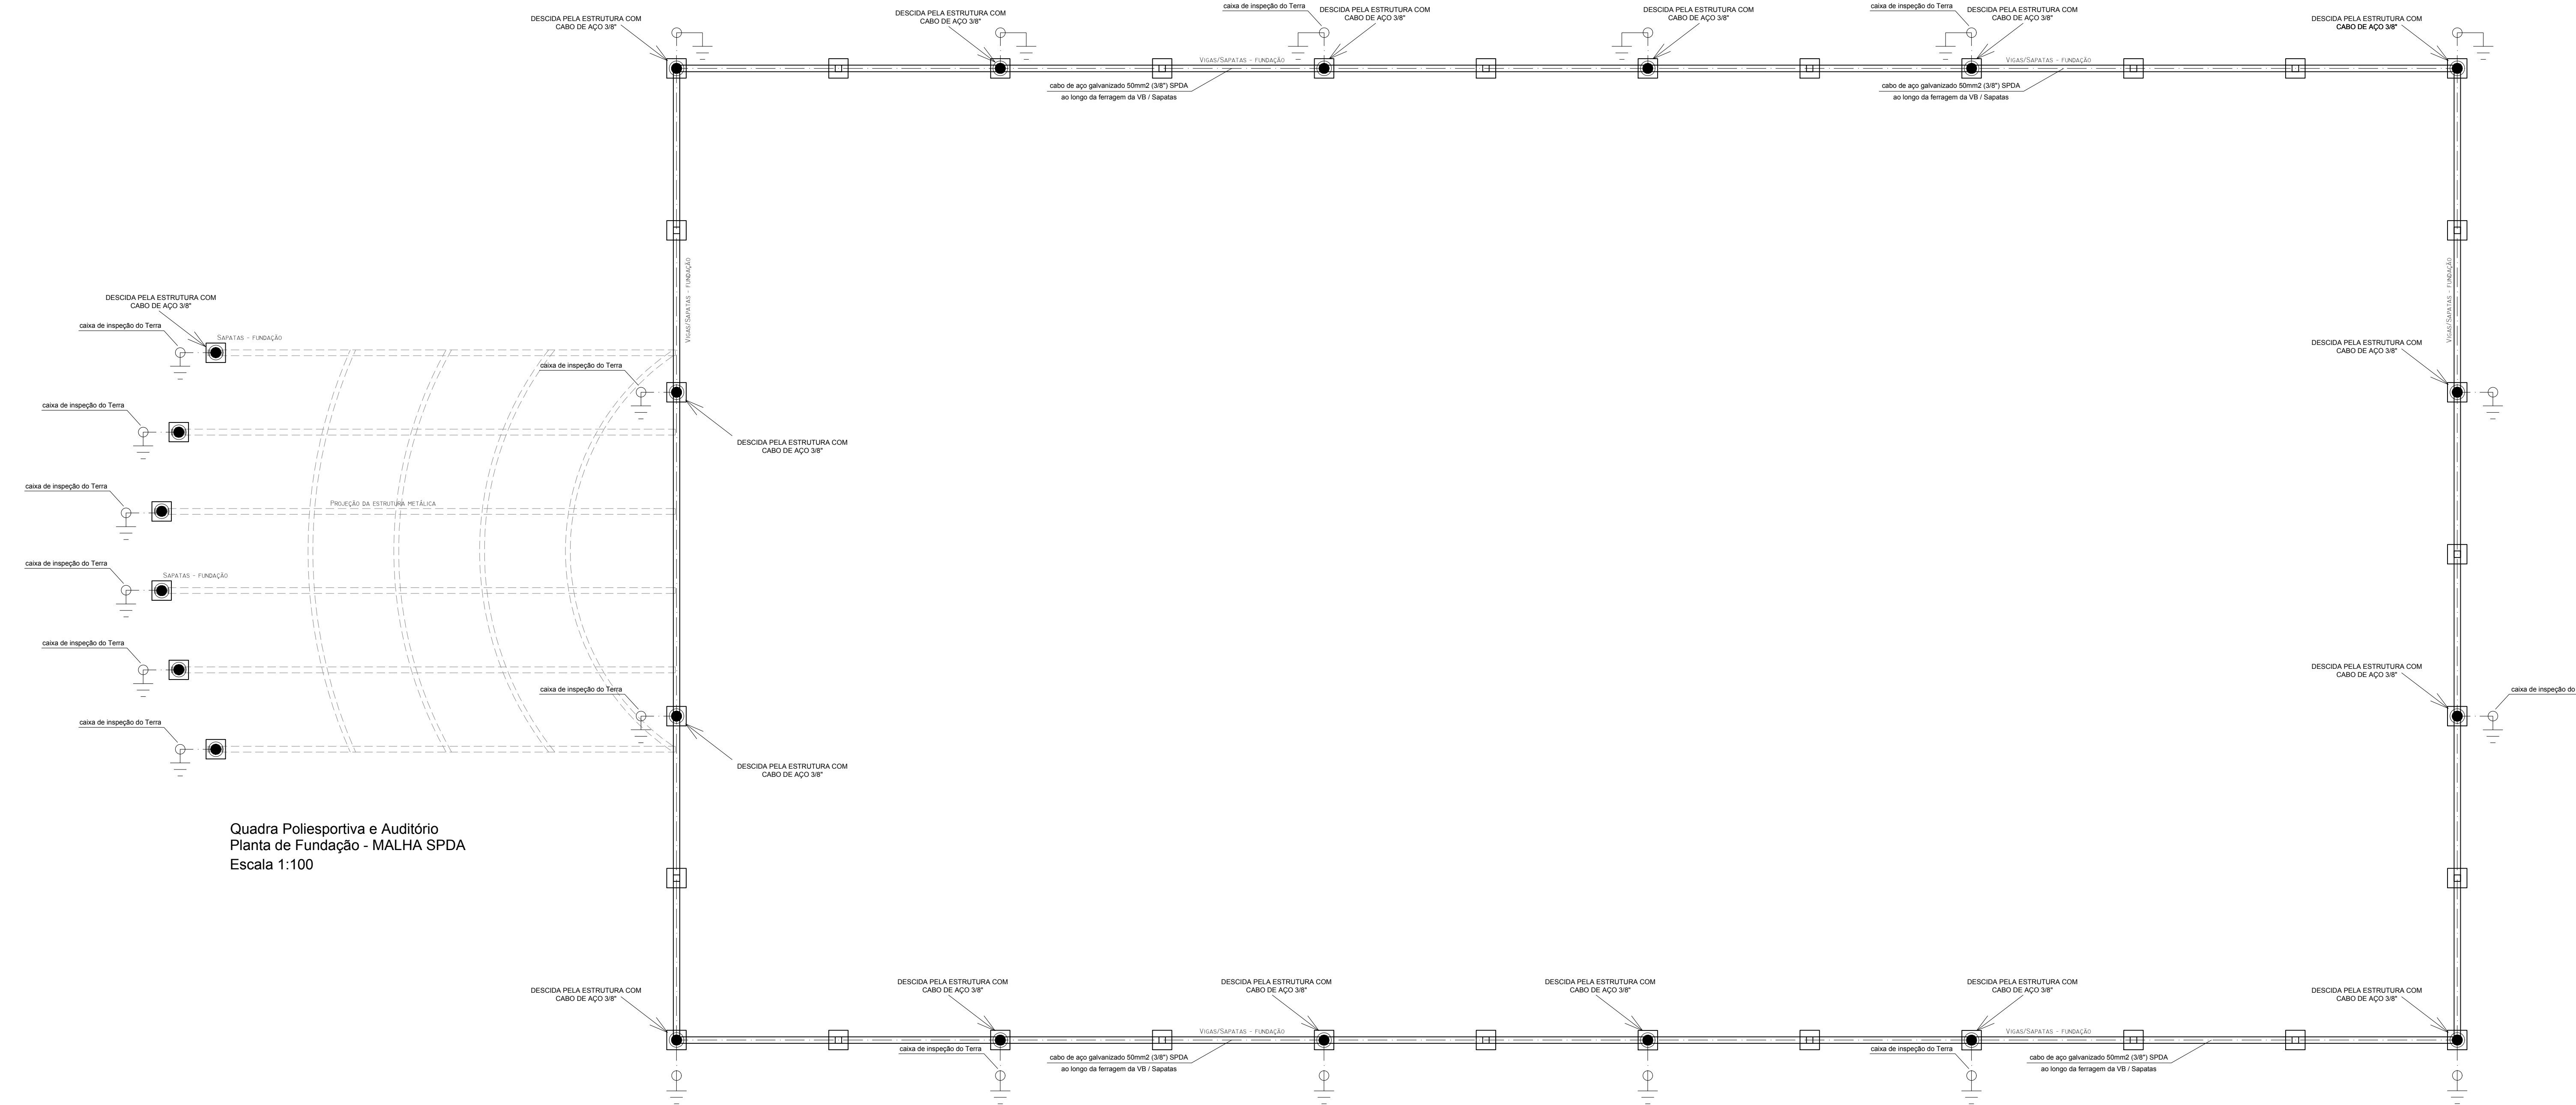 DESCIDA PELA ESTRUTURA COM
CABO DE AÇO 3/8"
DESCIDA PELA ESTRUTURA COM
CABO DE AÇO 3/8"
caixa de inspeção do Terra
DESCIDA PELA ESTRUTURA COM
CABO DE AÇO 3/8"
DESCIDA PELA ESTRUTURA COM
CABO DE AÇO 3/8"
caixa de inspeção do Terra
DESCIDA PELA ESTRUTURA COM
CABO DE AÇO 3/8"
DESCIDA PELA ESTRUTURA COM
CABO DE AÇO 3/8"
VIGAS/SAPATAS - FUNDAÇÃO
VIGAS/SAPATAS - FUNDAÇÃO
cabo de aço galvanizado 50mm2 (3/8") SPDA
ao longo da ferragem da VB / Sapatas
cabo de aço galvanizado 50mm2 (3/8") SPDA
ao longo da ferragem da VB / Sapatas
VIGAS/SAPATAS - FUNDAÇÃO
VIGAS/SAPATAS - FUNDAÇÃO
DESCIDA PELA ESTRUTURA COM
CABO DE AÇO 3/8"
caixa de inspeção do Terra
SAPATAS - FUNDAÇÃO
DESCIDA PELA ESTRUTURA COM
CABO DE AÇO 3/8"
caixa de inspeção do Terra
caixa de inspeção do Terra
DESCIDA PELA ESTRUTURA COM
CABO DE AÇO 3/8"
caixa de inspeção do Terra
PROJEÇÃO DA ESTRUTURA METÁLICA
caixa de inspeção do Terra
SAPATAS - FUNDAÇÃO
caixa de inspeção do Terra
DESCIDA PELA ESTRUTURA COM
CABO DE AÇO 3/8"
caixa de inspeção do Terra
caixa de inspeção do
caixa de inspeção do Terra
DESCIDA PELA ESTRUTURA COM
CABO DE AÇO 3/8"
Quadra Poliesportiva e Auditório
Planta de Fundação - MALHA SPDA
Escala 1:100
DESCIDA PELA ESTRUTURA COM
CABO DE AÇO 3/8"
DESCIDA PELA ESTRUTURA COM
CABO DE AÇO 3/8"
DESCIDA PELA ESTRUTURA COM
CABO DE AÇO 3/8"
DESCIDA PELA ESTRUTURA COM
CABO DE AÇO 3/8"
DESCIDA PELA ESTRUTURA COM
CABO DE AÇO 3/8"
DESCIDA PELA ESTRUTURA COM
CABO DE AÇO 3/8"
VIGAS/SAPATAS - FUNDAÇÃO
VIGAS/SAPATAS - FUNDAÇÃO
caixa de inspeção do Terra
cabo de aço galvanizado 50mm2 (3/8") SPDA
ao longo da ferragem da VB / Sapatas
caixa de inspeção do Terra
cabo de aço galvanizado 50mm2 (3/8") SPDA
ao longo da ferragem da VB / Sapatas